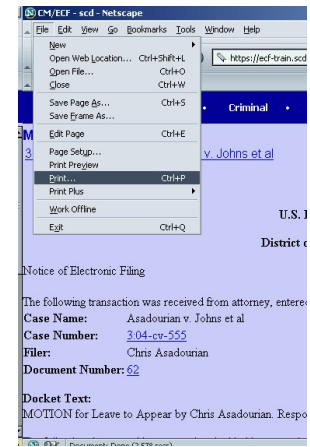 CM/ECF - scd - Netscape
File Edit View Go Bookmarks Tools Window Help
New
Open Web Location... Ctrl+Shift+L
Open File... Ctrl+O
Close Ctrl+W
Save Page As... Ctrl+S
Save Frame As...
Edit Page Ctrl+E
Page Setup...
Print Preview
Print... Ctrl+P
Print Plus
Work Offline
Exit Ctrl+Q
https://ecf-train.scd
• Criminal •
M
3
v. Johns et al
U.S.
District
Notice of Electronic Filing
The following transaction was received from attorney, entere
Case Name: Asadourian v. Johns et al
Case Number: 3:04-cv-555
Filer: Chris Asadourian
Document Number: 62
Docket Text:
MOTION for Leave to Appear by Chris Asadourian. Respo
Document: Done (2.578 secs)